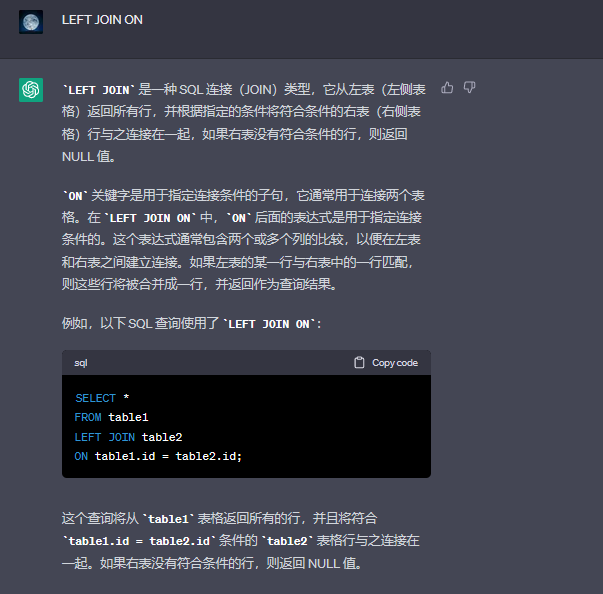 LEFT JOIN ON
`LEFT JOIN` 是一种 SQL 连接（JOIN）类型，它从左表（左侧表
格）返回所有行，并根据指定的条件将符合条件的右表（右侧表
格）行与之连接在一起，如果右表没有符合条件的行，则返回
NULL 值。
`ON` 关键字是用于指定连接条件的子句，它通常用于连接两个表
格。在 `LEFT JOIN ON` 中，`ON` 后面的表达式是用于指定连接
条件的。这个表达式通常包含两个或多个列的比较，以便在左表
和右表之间建立连接。如果左表的某一行与右表中的一行匹配，
则这些行将被合并成一行，并返回作为查询结果。
例如，以下 SQL 查询使用了 `LEFT JOIN ON`：
sql
Copy code
SELECT *
FROM table1
LEFT JOIN table2
ON table1.id = table2.id;
这个查询将从 `table1` 表格返回所有的行，并且将符合
`table1.id = table2.id` 条件的 `table2` 表格行与之连接在
一起。如果右表没有符合条件的行，则返回 NULL 值。